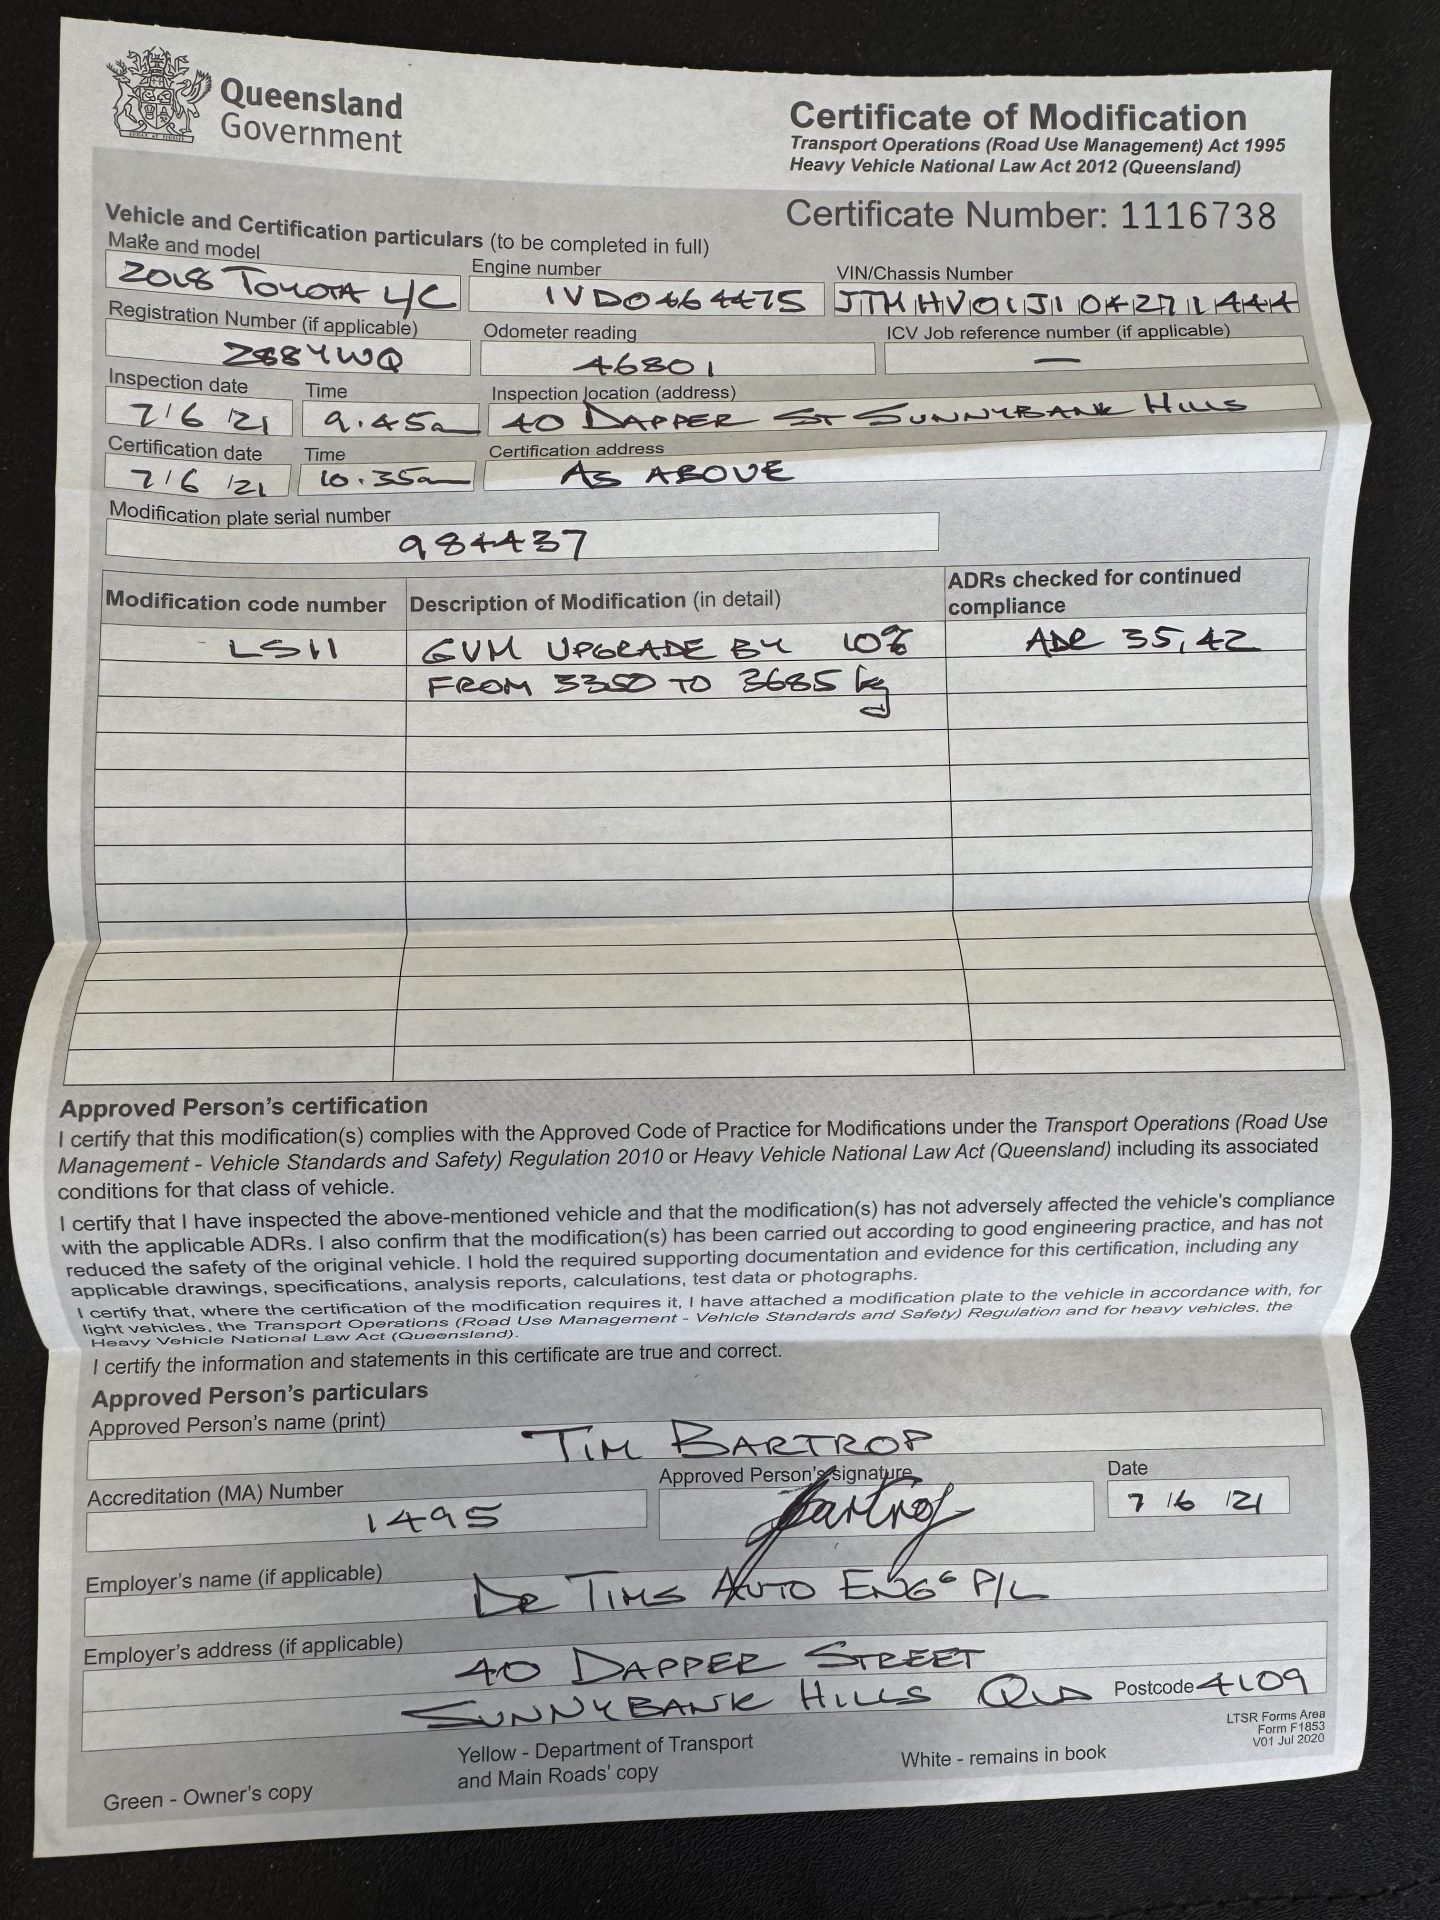 Queensland
Government
Certificate of Modification
Transport Operations (Road Use Management) Act 1995
Heavy Vehicle National Law Act 2012 (Queensland)
Certificate Number: 1116738
Vehicle and Certification particulars (to be completed in full)
Make and model
2018 TOYOTA L/C
Engine number
1VD0464475
VIN/Chassis Number
JTMHV01J104271444
Registration Number (if applicable)
Odometer reading
46801
ICV Job reference number (if applicable)
—
Inspection date
7/6/21
Time
9.45am
Inspection location (address)
40 DAPPER ST SUNNYBANK HILLS
Certification date
7/6/21
Time
10.35am
Certification address
AS ABOVE
Modification plate serial number
984437
Modification code number
Description of Modification (in detail)
ADRs checked for continued
compliance
LS11
GVM UPGRADE BY 10%
ADR 35, 42
FROM 3350 TO 3685 kg
Approved Person's certification
I certify that this modification(s) complies with the Approved Code of Practice for Modifications under the Transport Operations (Road Use
Management - Vehicle Standards and Safety) Regulation 2010 or Heavy Vehicle National Law Act (Queensland) including its associated
conditions for that class of vehicle.
I certify that I have inspected the above-mentioned vehicle and that the modification(s) has not adversely affected the vehicle's compliance
with the applicable ADRs. I also confirm that the modification(s) has been carried out according to good engineering practice, and has not
reduced the safety of the original vehicle. I hold the required supporting documentation and evidence for this certification, including any
applicable drawings, specifications, analysis reports, calculations, test data or photographs.
I certify that, where the certification of the modification requires it, I have attached a modification plate to the vehicle in accordance with, for
light vehicles, the Transport Operations (Road Use Management - Vehicle Standards and Safety) Regulation and for heavy vehicles, the
Heavy Vehicle National Law Act (Queensland).
I certify the information and statements in this certificate are true and correct.
Approved Person's particulars
Approved Person's name (print)
TIM BARTROP
Accreditation (MA) Number
1495
Approved Person's signature
Bartrop
Date
7/6/21
Employer's name (if applicable)
DR TIMS AUTO ENGG P/L
Employer's address (if applicable)
40 DAPPER STREET
SUNNYBANK HILLS QLD Postcode 4109
LTSR Forms Area
Form F1853
V01 Jul 2020
Green - Owner's copy
Yellow - Department of Transport
and Main Roads' copy
White - remains in book